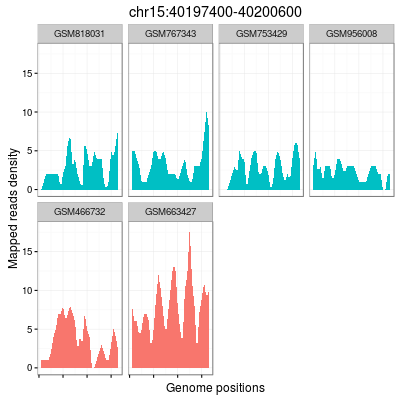 chr15:40197400-40200600
GSM818031 GSM767343 GSM753429 GSM956008
15
10
5
0
GSM466732 GSM663427
15
10
5
0
Mapped reads density
Genome positions